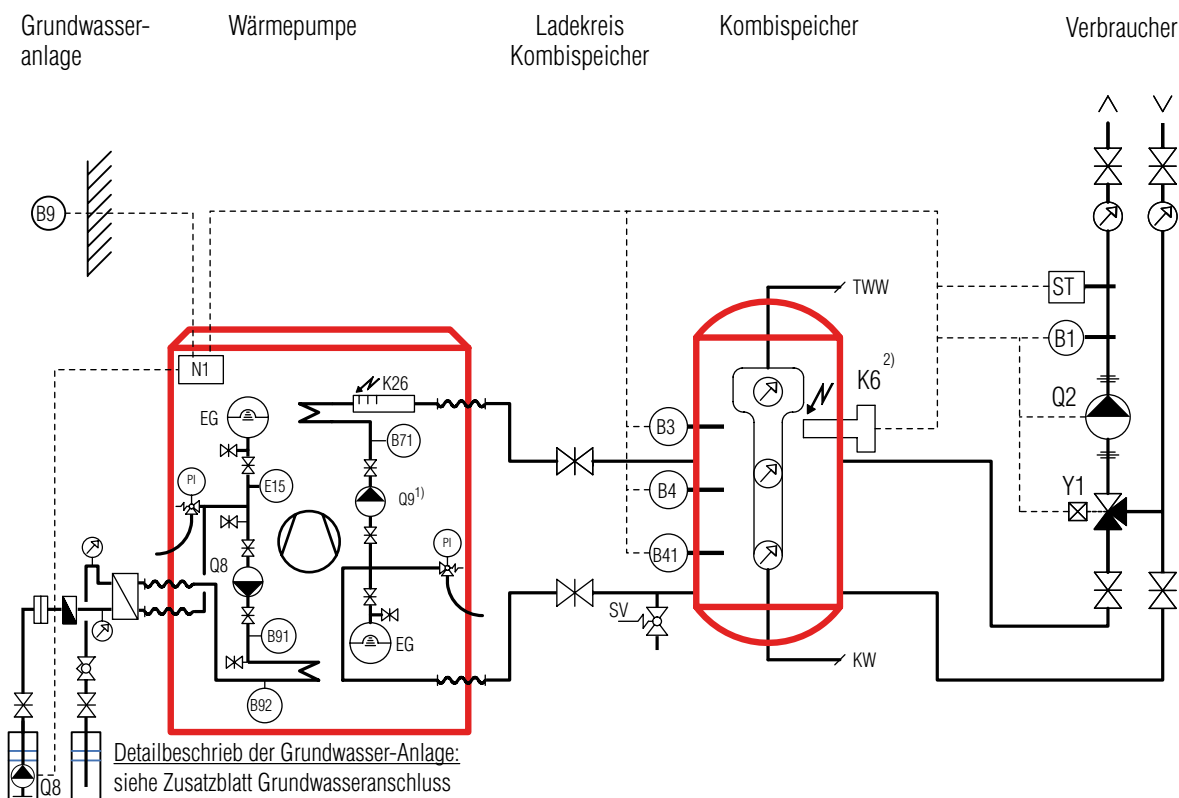 Grundwasser-
anlage
Wärmepumpe
Ladekreis
Kombispeicher
Kombispeicher
Verbraucher
B9
TWW
ST
N1
B1
K26
K6 2)
EG
Q2
B3
B71
PI
E15
Q9 1)
B4
Y1
PI
B41
Q8
SV
B91
EG
KW
B92
Detailbeschrieb der Grundwasser-Anlage:
siehe Zusatzblatt Grundwasseranschluss
Q8